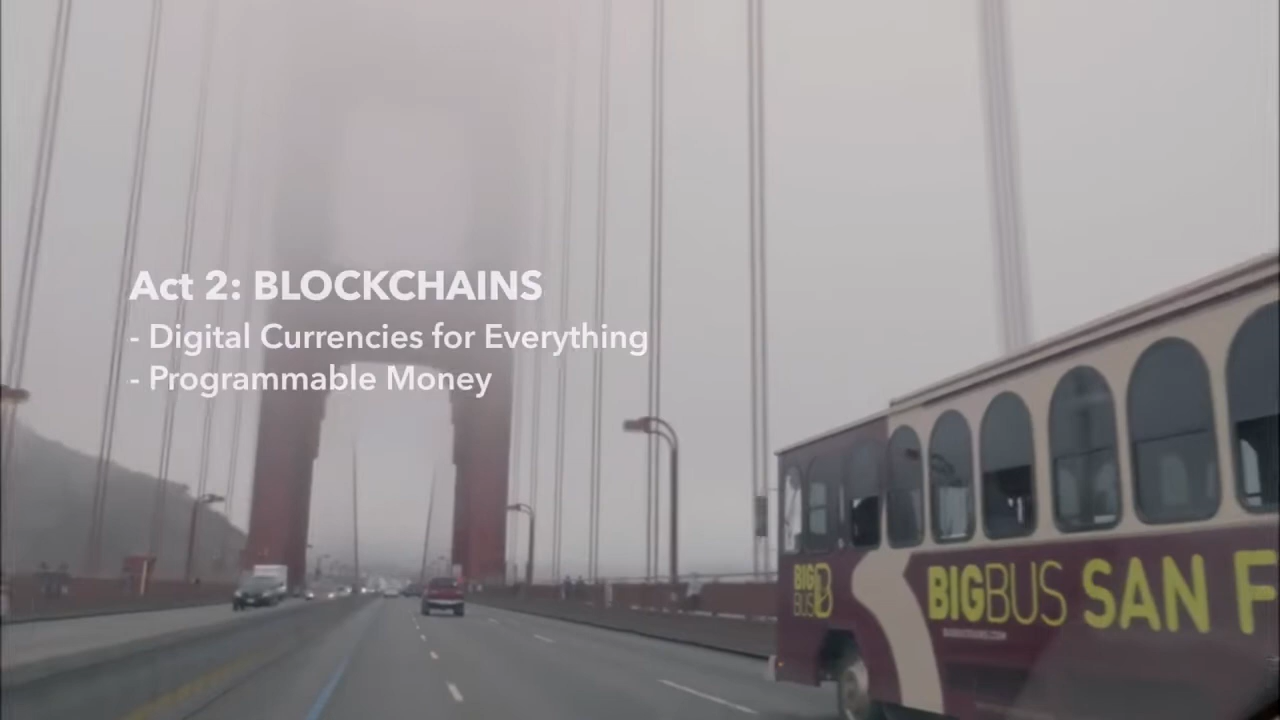 Act 2: BLOCKCHAINS
- Digital Currencies for Everything
- Programmable Money
BIG
BUS
BIGBUS SAN F